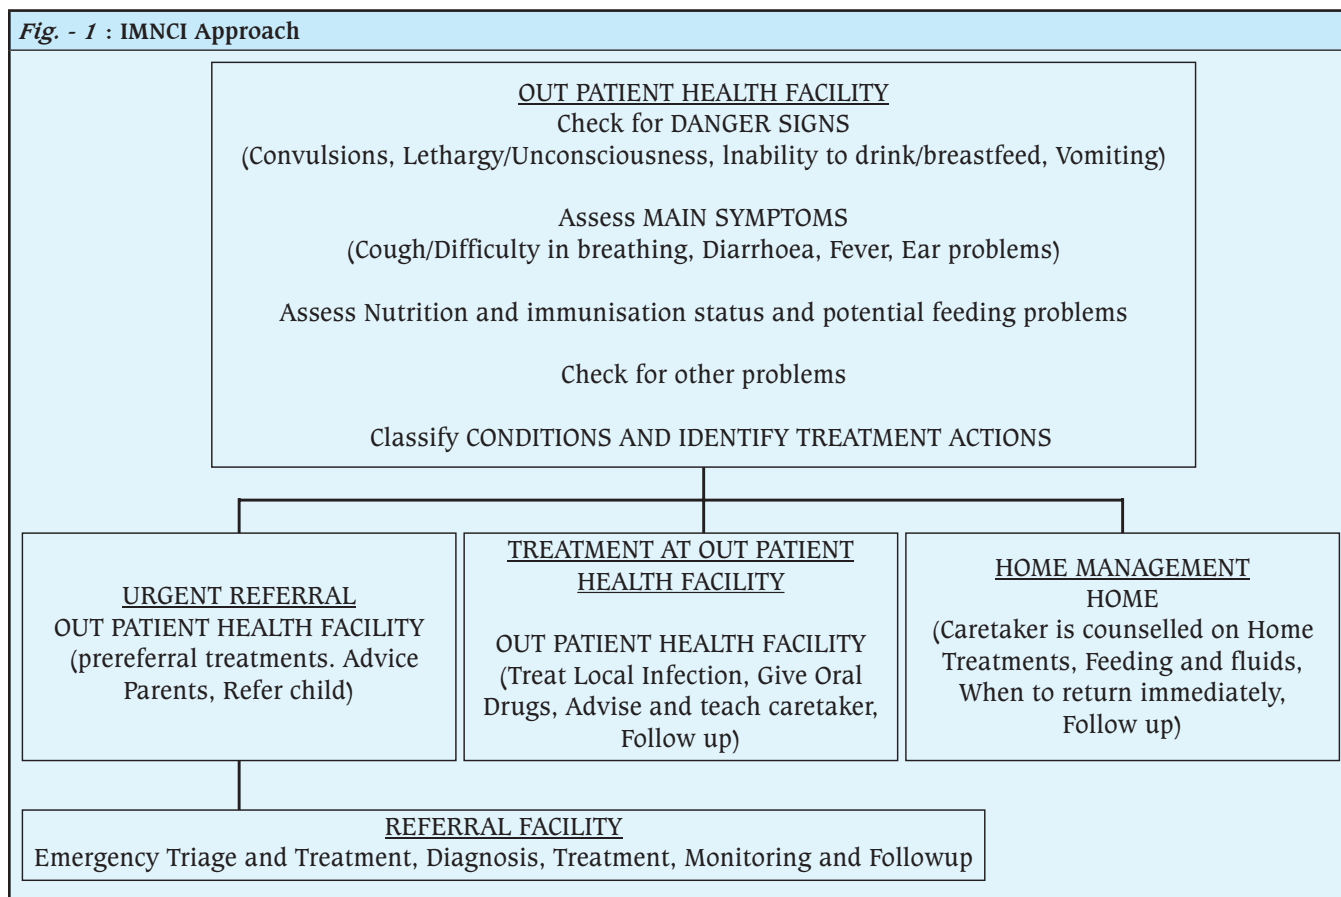 Fig. - 1 : IMNCI Approach
OUT PATIENT HEALTH FACILITY
Check for DANGER SIGNS
(Convulsions, Lethargy/Unconsciousness, lnability to drink/breastfeed, Vomiting)
Assess MAIN SYMPTOMS
(Cough/Difficulty in breathing, Diarrhoea, Fever, Ear problems)
Assess Nutrition and immunisation status and potential feeding problems
Check for other problems
Classify CONDITIONS AND IDENTIFY TREATMENT ACTIONS
URGENT REFERRAL
OUT PATIENT HEALTH FACILITY
(prereferral treatments. Advice
Parents, Refer child)
TREATMENT AT OUT PATIENT
HEALTH FACILITY
OUT PATIENT HEALTH FACILITY
(Treat Local Infection, Give Oral
Drugs, Advise and teach caretaker,
Follow up)
HOME MANAGEMENT
HOME
(Caretaker is counselled on Home
Treatments, Feeding and fluids,
When to return immediately,
Follow up)
REFERRAL FACILITY
Emergency Triage and Treatment, Diagnosis, Treatment, Monitoring and Followup